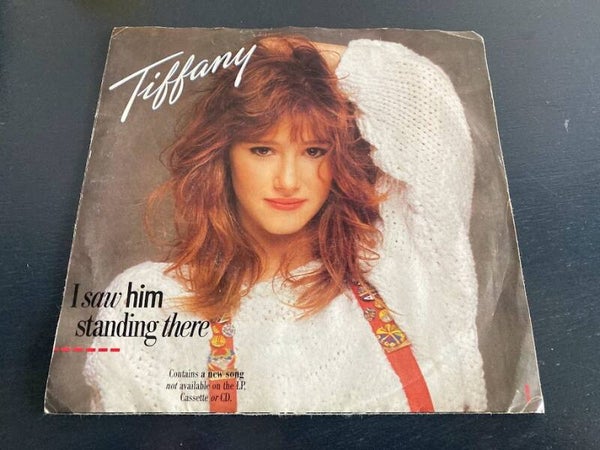 Tiffany
I saw him
standing there
Contains a new song
not available on the LP,
Cassette or CD.